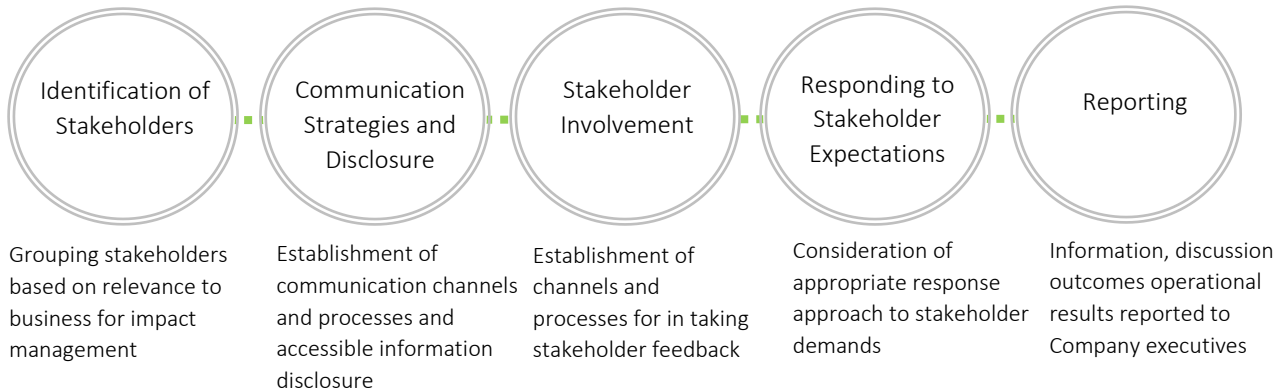 Identification of
Stakeholders
Communication
Strategies and
Disclosure
Stakeholder
Involvement
Responding to
Stakeholder
Expectations
Reporting
Grouping stakeholders
based on relevance to
business for impact
management
Establishment of
communication channels
and processes and
accessible information
disclosure
Establishment of
channels and
processes for in taking
stakeholder feedback
Consideration of
appropriate response
approach to stakeholder
demands
Information, discussion
outcomes operational
results reported to
Company executives